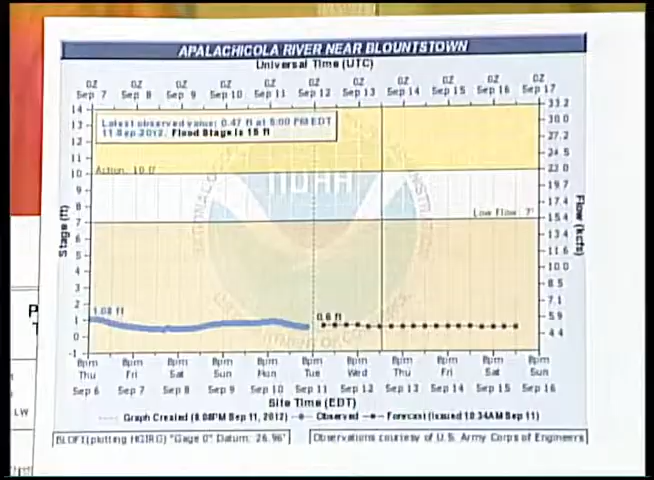 APALACHICOLA RIVER NEAR BLOUNTSTOWN
Universal Time (UTC)
0Z 0Z 0Z 0Z 0Z 0Z 0Z 0Z 0Z 0Z 0Z
Sep 7 Sep 8 Sep 9 Sep 10 Sep 11 Sep 12 Sep 13 Sep 14 Sep 15 Sep 16 Sep 17
Latest observed value: 0.47 ft at 5:00 PM EDT
11-Sep-2012. Flood Stage is 15 ft
Action: 10.0'
Low Flow: 7'
Stage (ft)
14
13
12
11
10
9
8
7
6
5
4
3
2
1
0
-1
Flow (kcfs)
33.2
30.0
27.2
24.5
22.0
19.7
17.4
15.4
13.4
11.6
10.0
8.5
7.1
5.9
4.4
NOAA
1.08 ft
0.6 ft
8pm 8pm 8pm 8pm 8pm 8pm 8pm 8pm 8pm 8pm 8pm
Thu Fri Sat Sun Mon Tue Wed Thu Fri Sat Sun
Sep 6 Sep 7 Sep 8 Sep 9 Sep 10 Sep 11 Sep 12 Sep 13 Sep 14 Sep 15 Sep 16
Site Time (EDT)
Graph Created (8:08PM Sep 11, 2012) Observed Forecast (issued 10:34AM Sep 11)
BLOF1(plotting HGIRG) "Gage 0" Datum: 26.96'
Observations courtesy of U.S. Army Corps of Engineers
LW